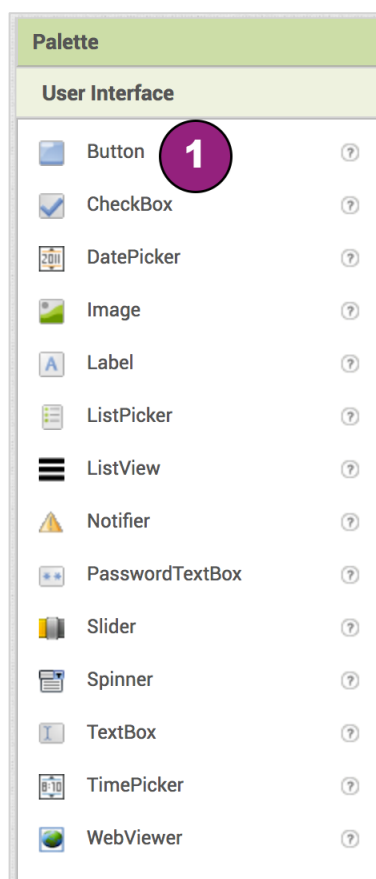 Palette
User Interface
Button 1 ?
CheckBox ?
2011 DatePicker ?
Image ?
A Label ?
ListPicker ?
ListView ?
Notifier ?
** PasswordTextBox ?
Slider ?
Spinner ?
I TextBox ?
8:10 TimePicker ?
WebViewer ?